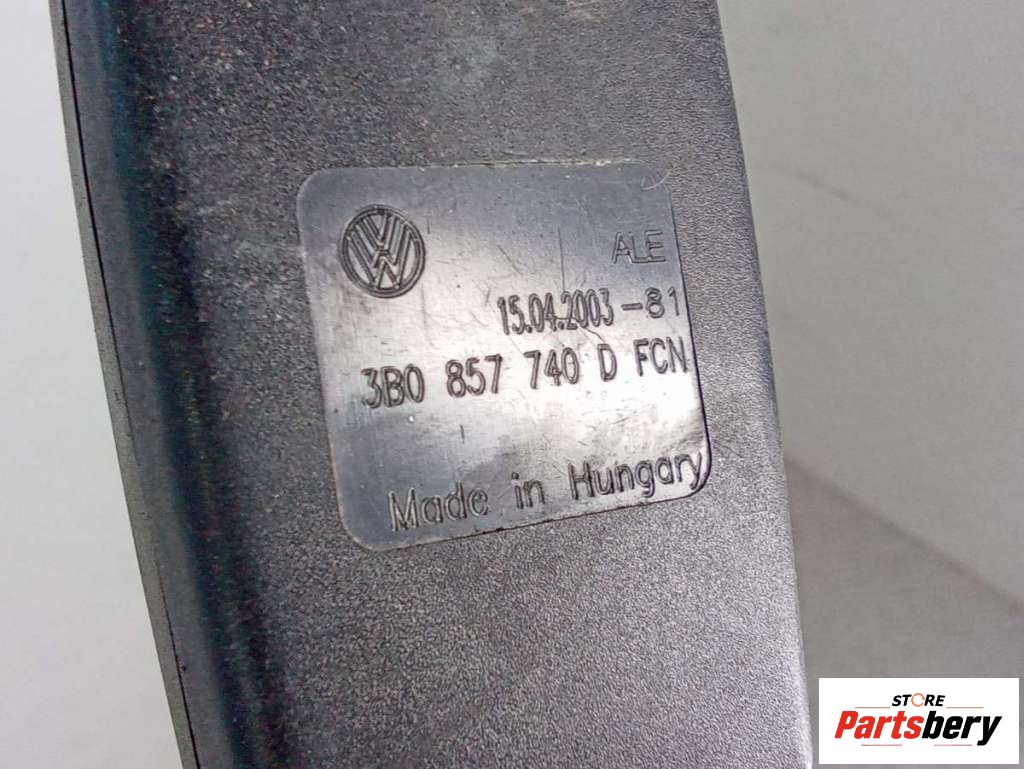 ALE
15.04.2003-81
3B0 857 740 D FCN
Made in Hungary
STORE
Partsbery